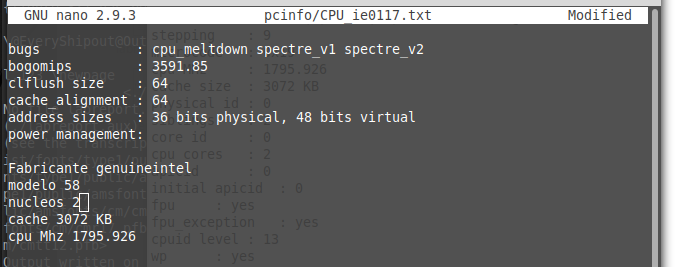 GNU nano 2.9.3 pcinfo/CPU_ie0117.txt Modified
bugs : cpu_meltdown spectre_v1 spectre_v2
bogomips : 3591.85
clflush size : 64
cache_alignment : 64
address sizes : 36 bits physical, 48 bits virtual
power management:
Fabricante genuineintel
modelo 58
nucleos 2
cache 3072 KB
cpu Mhz 1795.926
stepping : 9
1795.926
size : 3072 KB
physical id : 0
core id : 0
cpu cores : 2
: 0
initial apicid : 0
fpu : yes
fpu_exception : yes
cpuid level : 13
wp : yes
Output written on